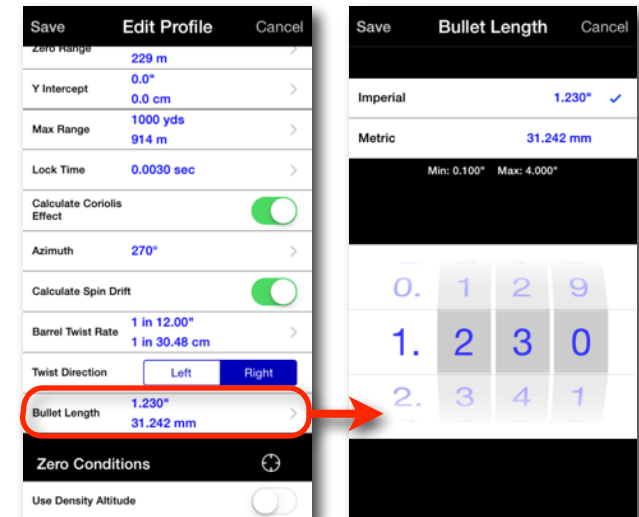 Save Edit Profile Cancel
Zero Range
229 m
Y Intercept
0.0"
0.0 cm
Max Range
1000 yds
914 m
Lock Time 0.0030 sec
Calculate Coriolis
Effect
Azimuth 270°
Calculate Spin Drift
Barrel Twist Rate
1 in 12.00"
1 in 30.48 cm
Twist Direction Left Right
Bullet Length
1.230"
31.242 mm
Zero Conditions
Use Density Altitude
Save Bullet Length Cancel
Imperial 1.230"
Metric 31.242 mm
Min: 0.100" Max: 4.000"
0. 1 2 9
1. 2 3 0
2. 3 4 1